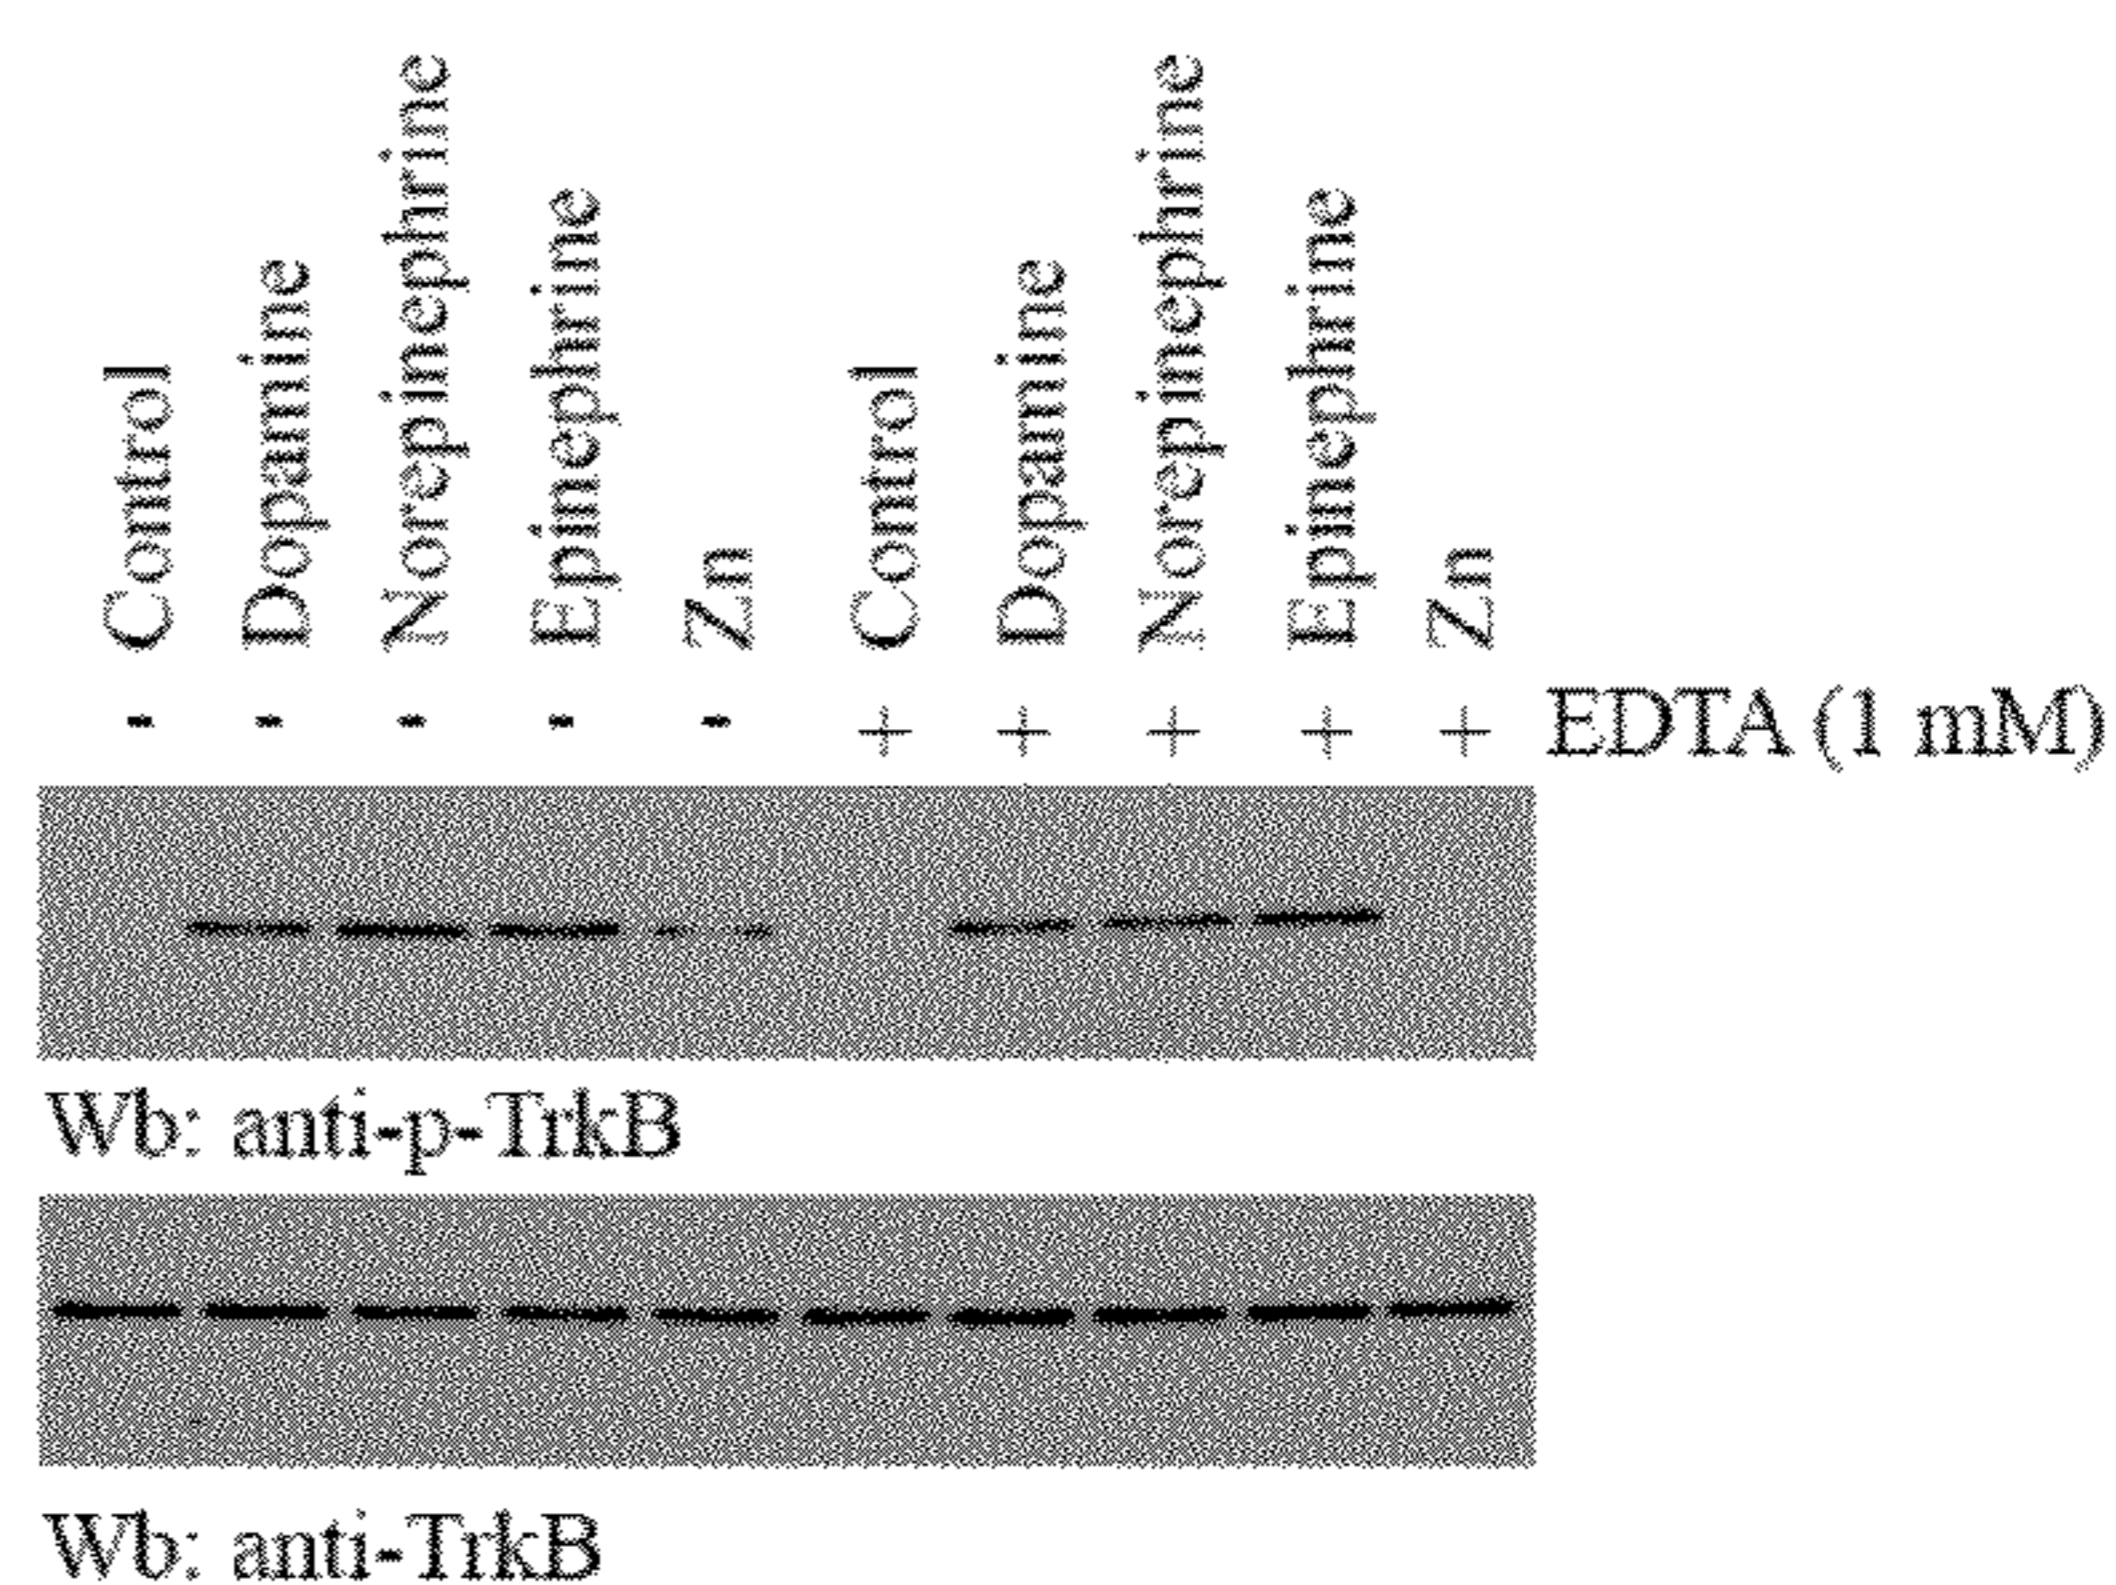 Control
Dopamine
Norepinephrine
Epinephrine
Zn
Control
Dopamine
Norepinephrine
Epinephrine
Zn
- - - - - + + + + + EDTA (1 mM)
Wb: anti-p-TrkB
Wb: anti-TrkB